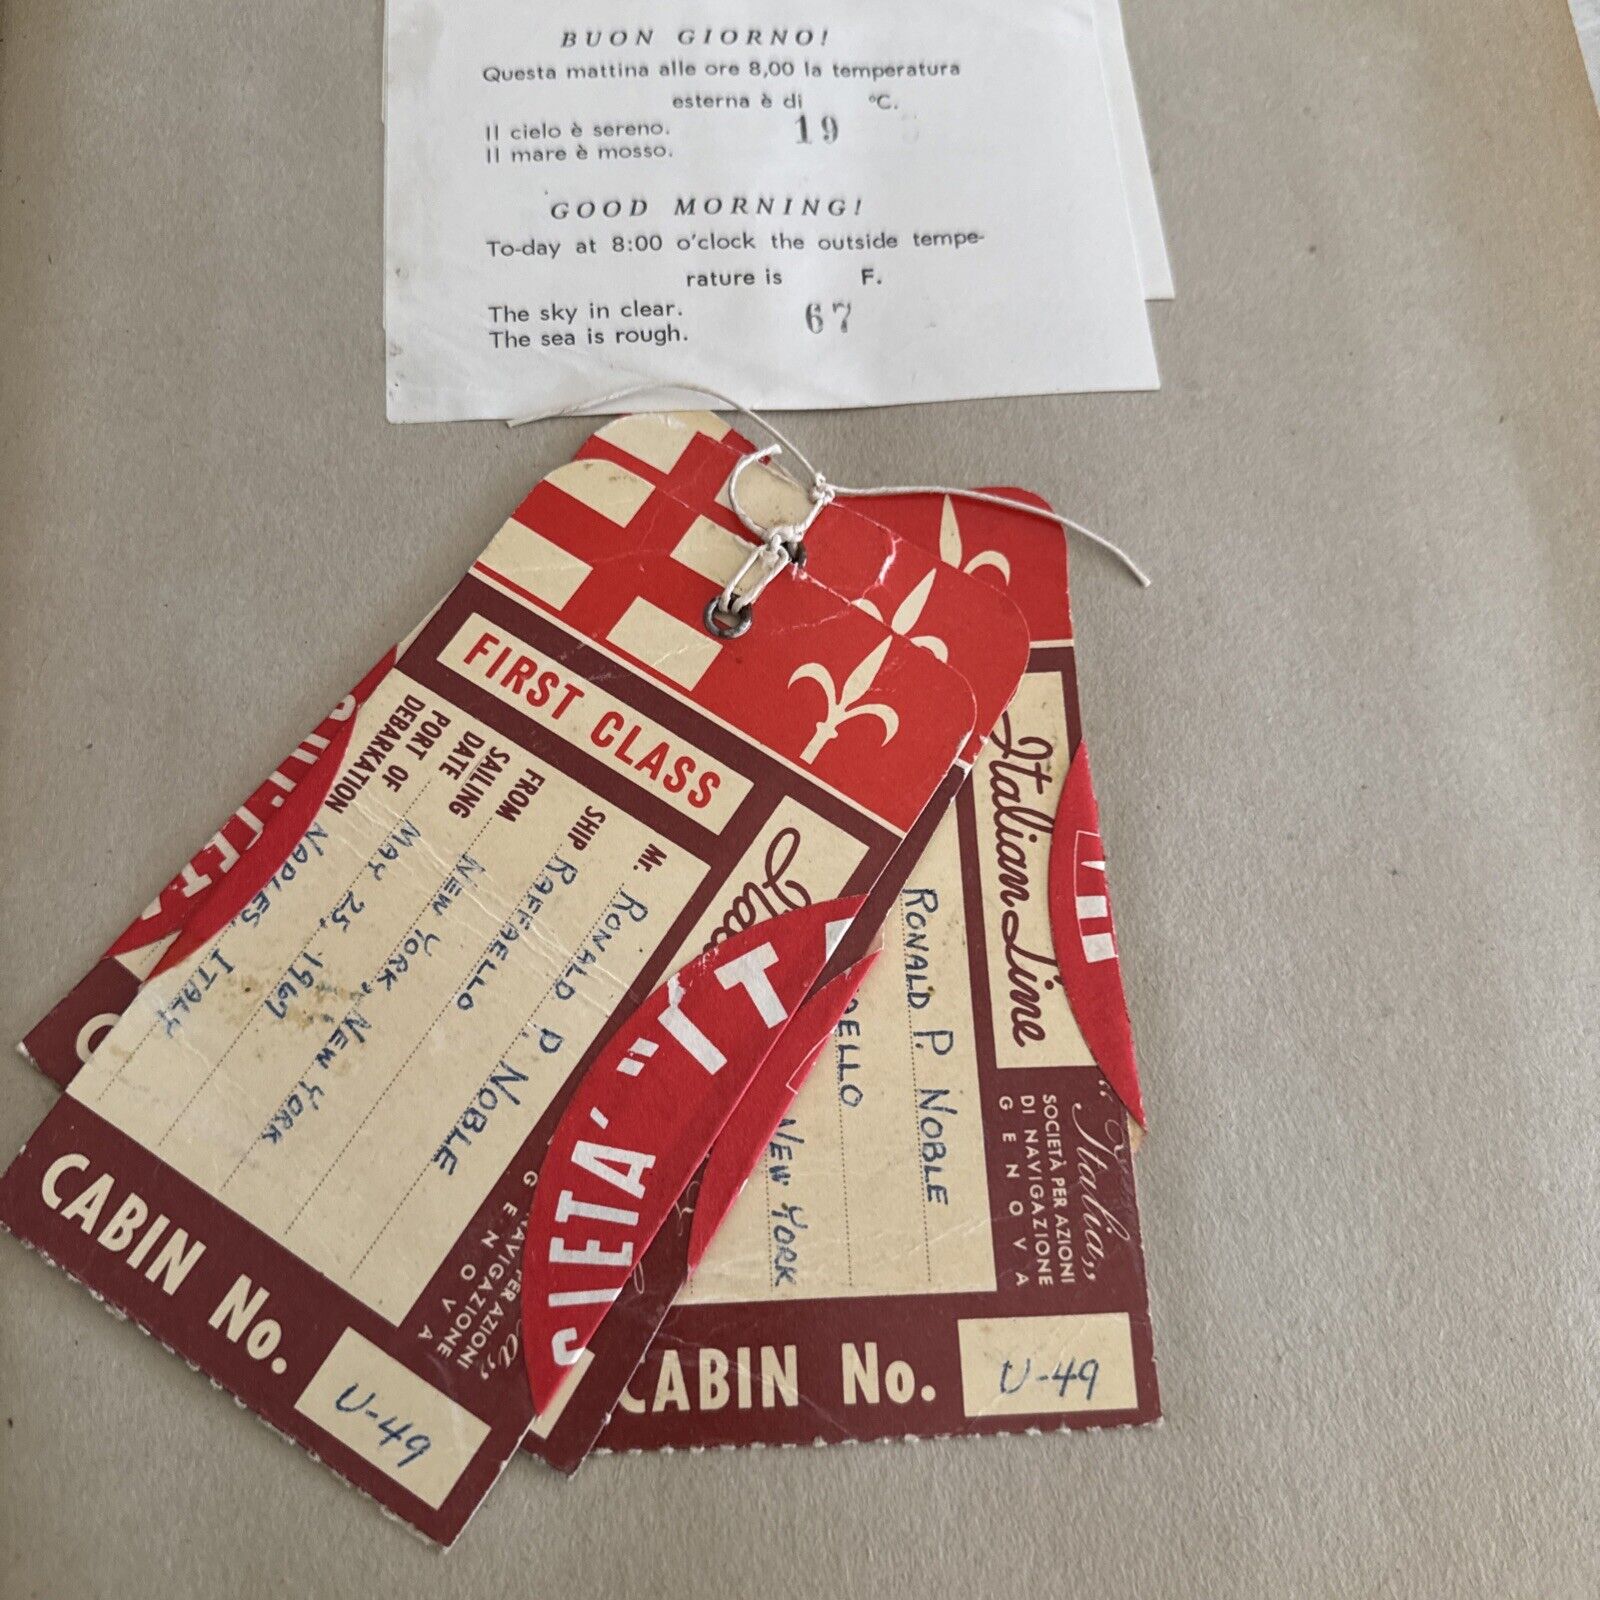 BUON GIORNO!
Questa mattina alle ore 8,00 la temperatura
esterna è di °C.
19
Il cielo è sereno.
Il mare è mosso.
GOOD MORNING!
To-day at 8:00 o'clock the outside tempe-
rature is F.
67
The sky in clear.
The sea is rough.
FIRST CLASS
Mr. RONALD P. NOBLE
SHIP RAFFAELLO
FROM NEW YORK, NEW YORK
SAILING DATE MAY 25, 1969
PORT OF DEBARKATION NAPLES, ITALY
GENOVA
CABIN No.
U-49
Italian Line
RONALD P. NOBLE
NEW YORK
"Italia"
SOCIETÀ PER AZIONI
DI NAVIGAZIONE
GENOVA
CABIN No.
U-49